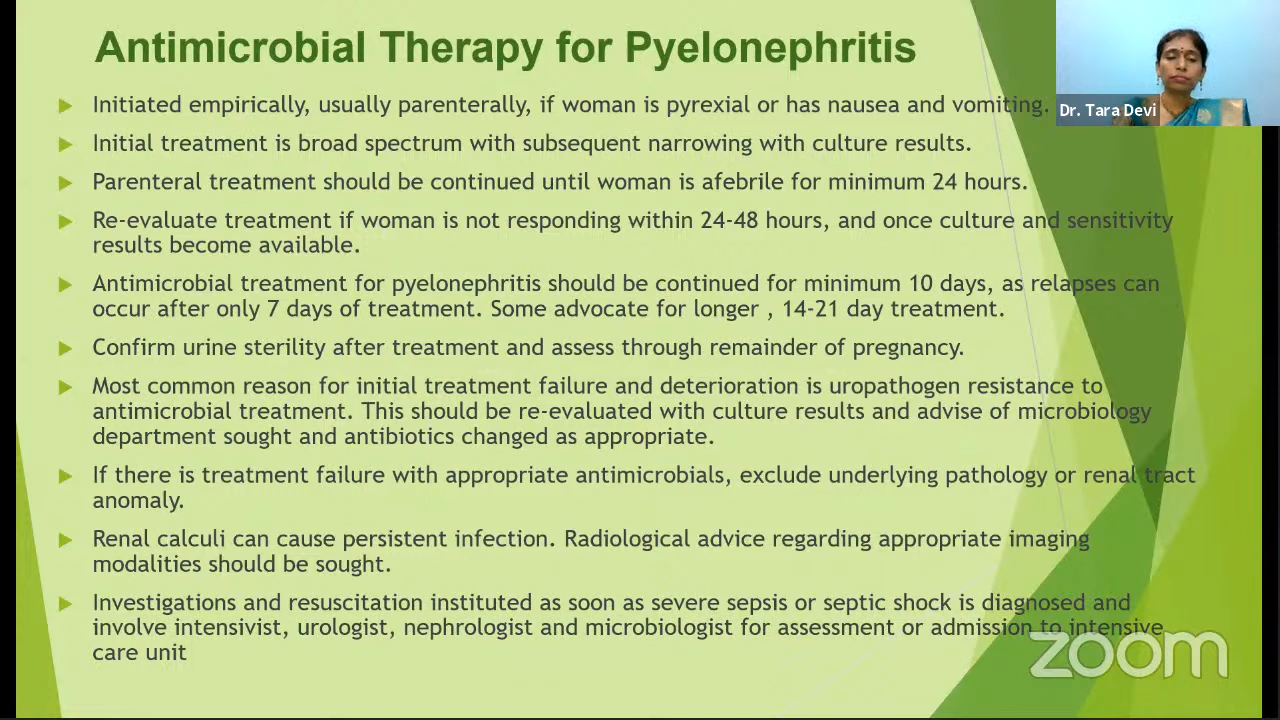 Antimicrobial Therapy for Pyelonephritis
Initiated empirically, usually parenterally, if woman is pyrexial or has nausea and vomiting.
Dr. Tara Devi
Initial treatment is broad spectrum with subsequent narrowing with culture results.
Parenteral treatment should be continued until woman is afebrile for minimum 24 hours.
Re-evaluate treatment if woman is not responding within 24-48 hours, and once culture and sensitivity
results become available.
Antimicrobial treatment for pyelonephritis should be continued for minimum 10 days, as relapses can
occur after only 7 days of treatment. Some advocate for longer , 14-21 day treatment.
Confirm urine sterility after treatment and assess through remainder of pregnancy.
Most common reason for initial treatment failure and deterioration is uropathogen resistance to
antimicrobial treatment. This should be re-evaluated with culture results and advise of microbiology
department sought and antibiotics changed as appropriate.
If there is treatment failure with appropriate antimicrobials, exclude underlying pathology or renal tract
anomaly.
Renal calculi can cause persistent infection. Radiological advice regarding appropriate imaging
modalities should be sought.
Investigations and resuscitation instituted as soon as severe sepsis or septic shock is diagnosed and
involve intensivist, urologist, nephrologist and microbiologist for assessment or admission to intensive
care unit
zoom